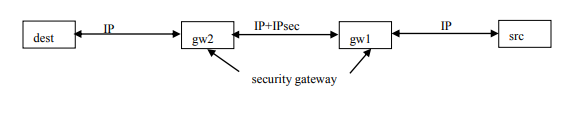 IP
IP+IPsec
IP
dest
gw2
gw1
src
security gateway